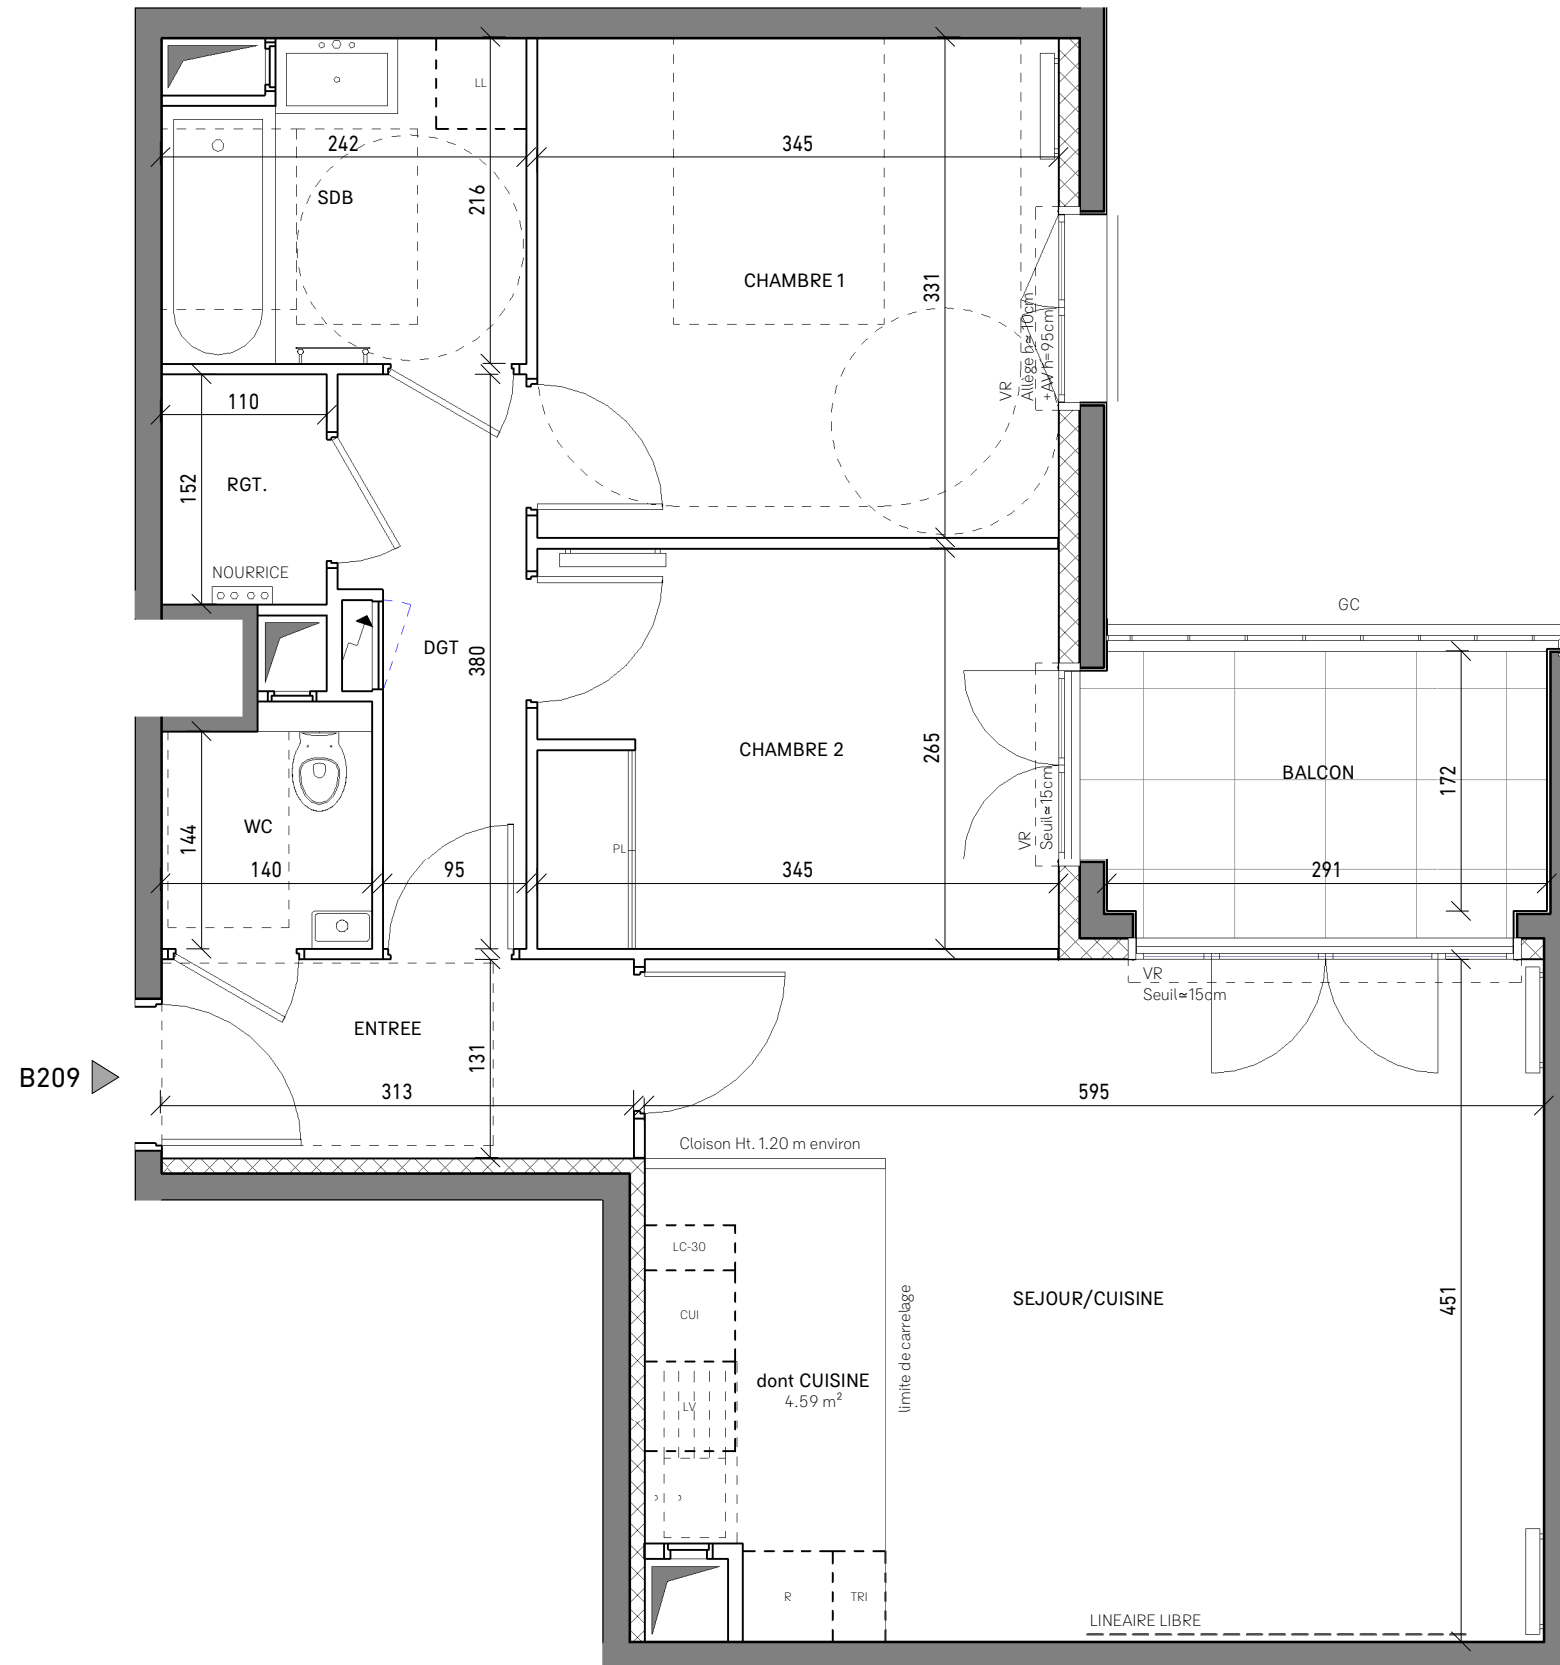 LL
242
345
SDB
216
CHAMBRE 1
331
VR
Allège h≃10cm
+AV h=95cm
110
152
RGT.
NOURRICE
GC
DGT
380
CHAMBRE 2
265
VR
Seuil≃15cm
BALCON
172
WC
144
PL
140
95
345
291
VR
Seuil≃15cm
ENTREE
131
B209
313
595
Cloison Ht. 1.20 m environ
LC-30
CUI
SEJOUR/CUISINE
451
limite de carrelage
dont CUISINE
4.59 m²
LV
R
TRI
LINEAIRE LIBRE